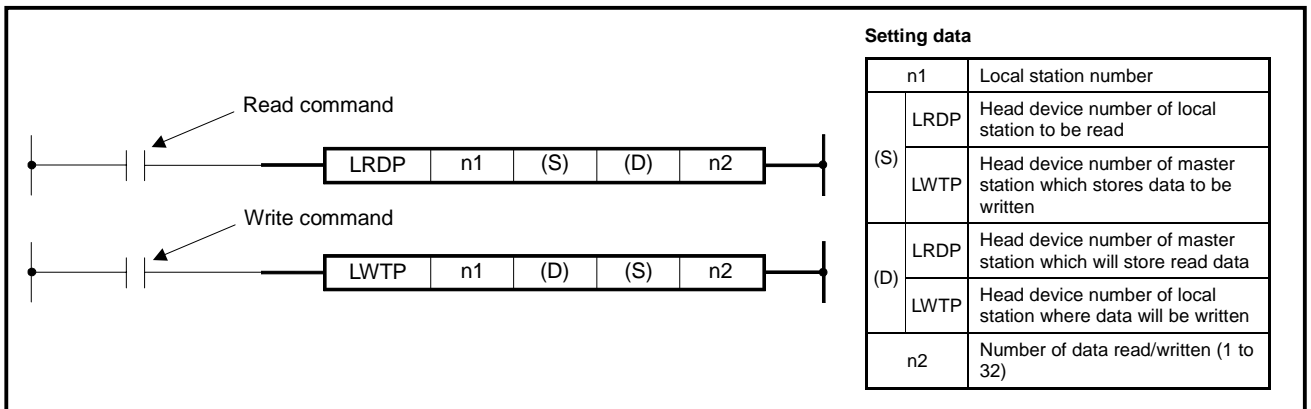 Read command
LRDP n1 (S) (D) n2
Write command
LWTP n1 (D) (S) n2
Setting data
n1 Local station number
(S) LRDP Head device number of local
station to be read
LWTP Head device number of master
station which stores data to be
written
(D) LRDP Head device number of master
station which will store read data
LWTP Head device number of local
station where data will be written
n2 Number of data read/written (1 to
32)